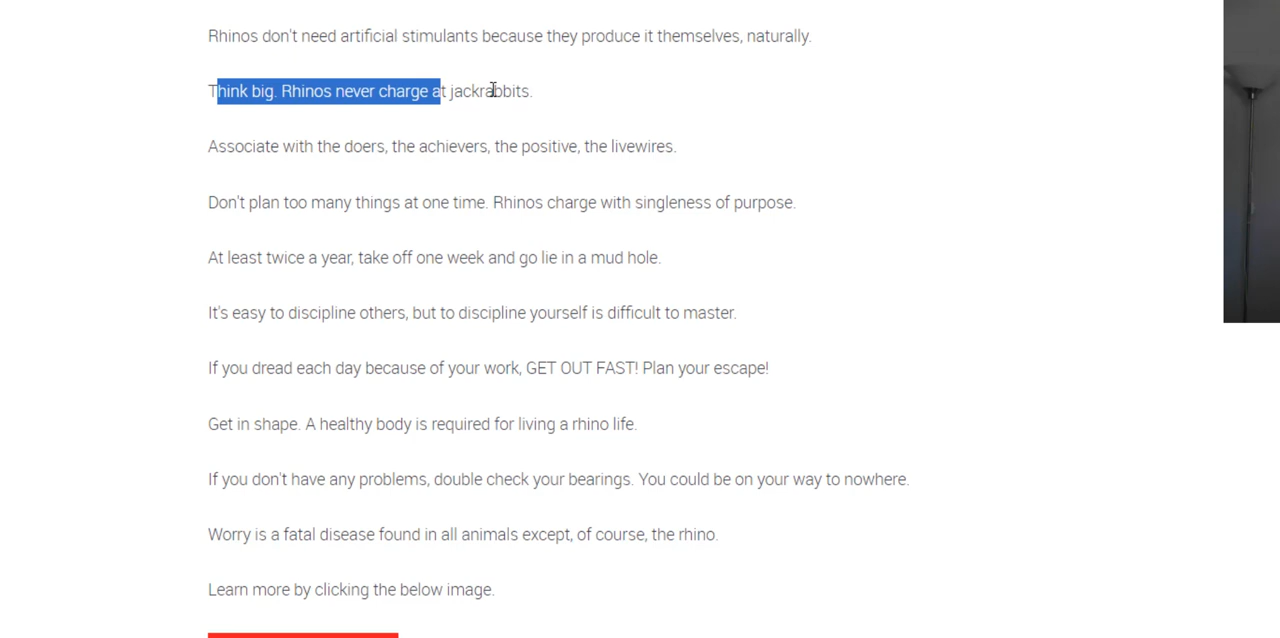 Rhinos don't need artificial stimulants because they produce it themselves, naturally.
Think big. Rhinos never charge at jackrabbits.
Associate with the doers, the achievers, the positive, the livewires.
Don't plan too many things at one time. Rhinos charge with singleness of purpose.
At least twice a year, take off one week and go lie in a mud hole.
It's easy to discipline others, but to discipline yourself is difficult to master.
If you dread each day because of your work, GET OUT FAST! Plan your escape!
Get in shape. A healthy body is required for living a rhino life.
If you don't have any problems, double check your bearings. You could be on your way to nowhere.
Worry is a fatal disease found in all animals except, of course, the rhino.
Learn more by clicking the below image.